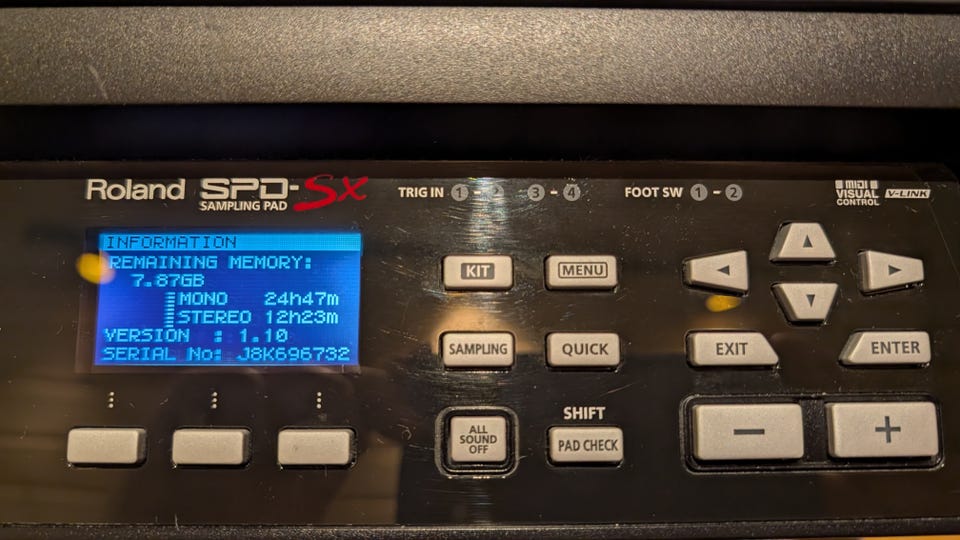 Roland SPD-SX
SAMPLING PAD
TRIG IN 1 - 2 3 - 4
FOOT SW 1 - 2
MIDI
VISUAL
CONTROL
V-LINK
INFORMATION
REMAINING MEMORY:
7.87GB
MONO 24h47m
STEREO 12h23m
VERSION : 1.10
SERIAL No: J8K696732
KIT
MENU
SAMPLING
QUICK
EXIT
ENTER
ALL
SOUND
OFF
SHIFT
PAD CHECK
-
+